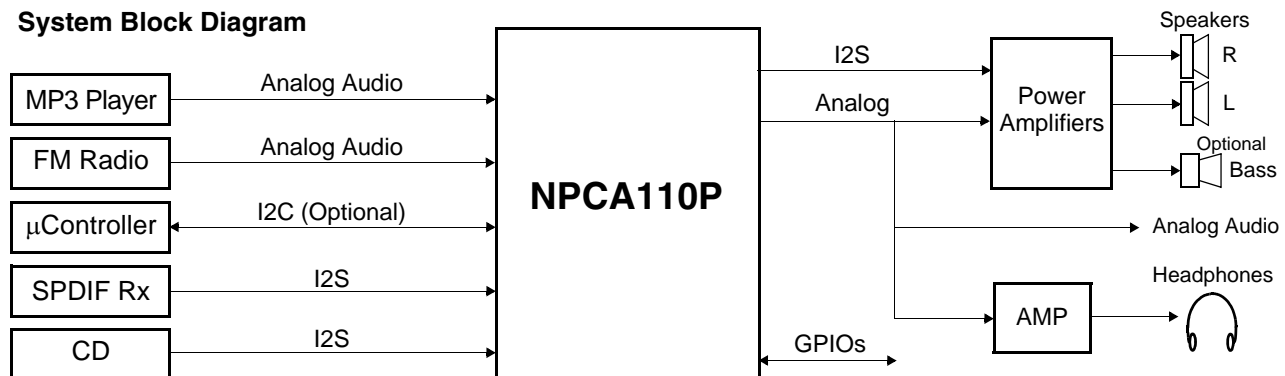 System Block Diagram
MP3 Player
Analog Audio
FM Radio
Analog Audio
μController
I2C (Optional)
SPDIF Rx
I2S
CD
I2S
NPCA110P
I2S
Analog
GPIOs
Power
Amplifiers
Speakers
R
L
Optional
Bass
Analog Audio
AMP
Headphones